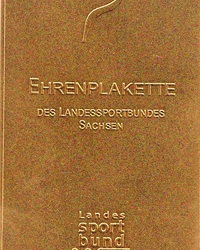 EHRENPLAKETTE
DES LANDESSPORTBUNDES
SACHSEN
Landes
sport
bund